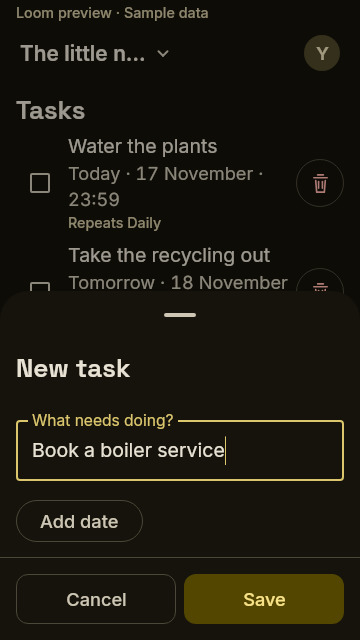 Loom preview · Sample data
The little n...
Y
Tasks
Water the plants
Today · 17 November ·
23:59
Repeats Daily
Take the recycling out
Tomorrow · 18 November
New task
What needs doing?
Book a boiler service
Add date
Cancel
Save